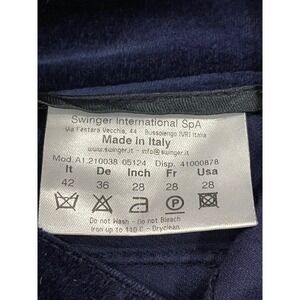 Swinger International SpA
Via Festara Vecchia, 44 Bussolengo (VR) Italia
Made in Italy
www.swinger.it - info@swinger.it
Mod. A1.210038 05124 Disp. 41000878
It De Inch Fr Usa
42 36 28 28 28
P
Do not Wash - Do not Bleach
Iron up to 110 C - Dryclean